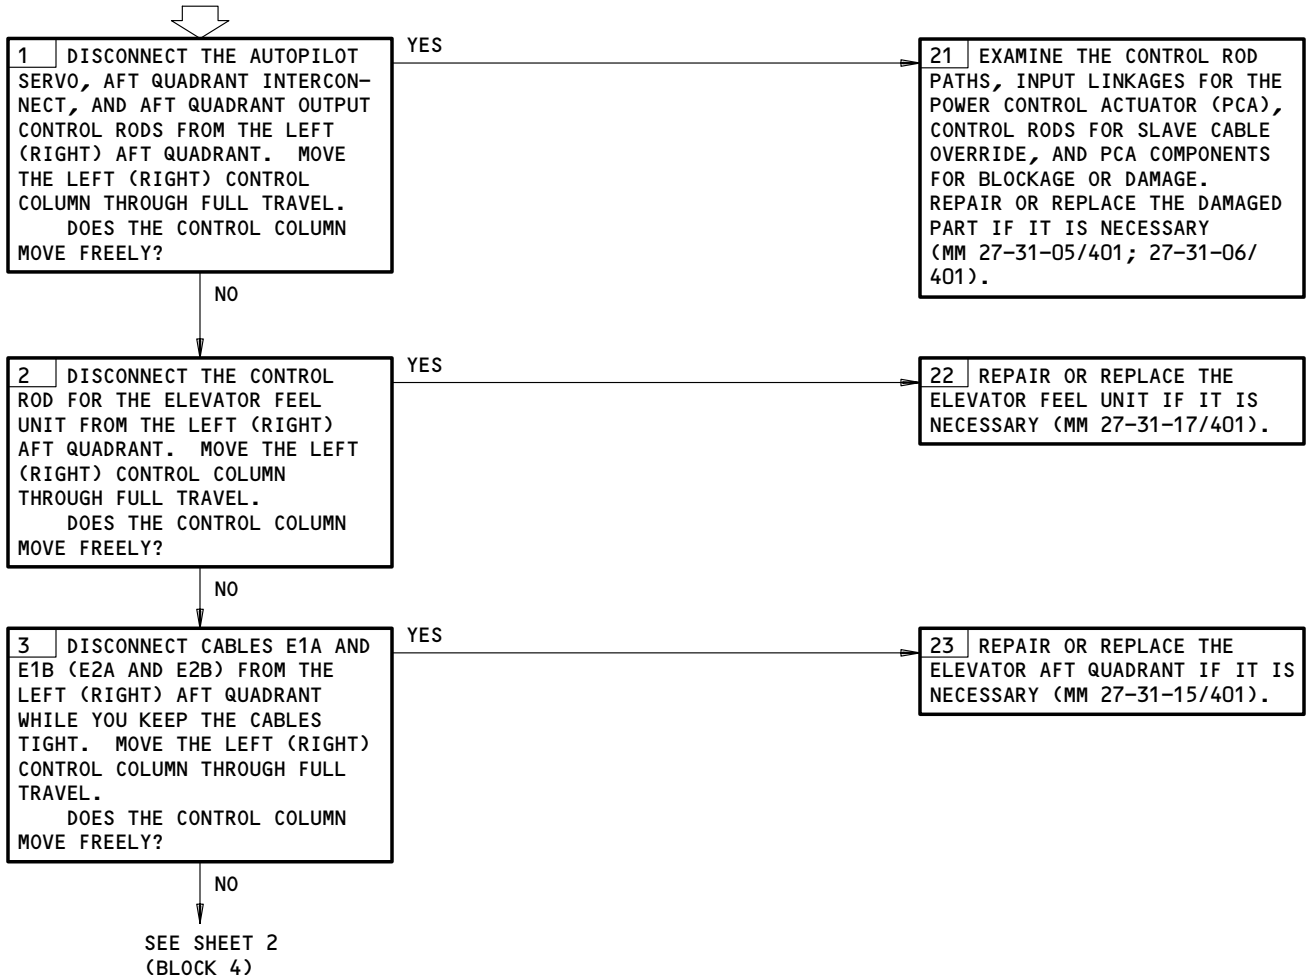 1 DISCONNECT THE AUTOPILOT
SERVO, AFT QUADRANT INTERCON-
NECT, AND AFT QUADRANT OUTPUT
CONTROL RODS FROM THE LEFT
(RIGHT) AFT QUADRANT. MOVE
THE LEFT (RIGHT) CONTROL
COLUMN THROUGH FULL TRAVEL.
DOES THE CONTROL COLUMN
MOVE FREELY?
YES
21 EXAMINE THE CONTROL ROD
PATHS, INPUT LINKAGES FOR THE
POWER CONTROL ACTUATOR (PCA),
CONTROL RODS FOR SLAVE CABLE
OVERRIDE, AND PCA COMPONENTS
FOR BLOCKAGE OR DAMAGE.
REPAIR OR REPLACE THE DAMAGED
PART IF IT IS NECESSARY
(MM 27-31-05/401; 27-31-06/
401).
NO
2 DISCONNECT THE CONTROL
ROD FOR THE ELEVATOR FEEL
UNIT FROM THE LEFT (RIGHT)
AFT QUADRANT. MOVE THE LEFT
(RIGHT) CONTROL COLUMN
THROUGH FULL TRAVEL.
DOES THE CONTROL COLUMN
MOVE FREELY?
YES
22 REPAIR OR REPLACE THE
ELEVATOR FEEL UNIT IF IT IS
NECESSARY (MM 27-31-17/401).
NO
3 DISCONNECT CABLES E1A AND
E1B (E2A AND E2B) FROM THE
LEFT (RIGHT) AFT QUADRANT
WHILE YOU KEEP THE CABLES
TIGHT. MOVE THE LEFT (RIGHT)
CONTROL COLUMN THROUGH FULL
TRAVEL.
DOES THE CONTROL COLUMN
MOVE FREELY?
YES
23 REPAIR OR REPLACE THE
ELEVATOR AFT QUADRANT IF IT IS
NECESSARY (MM 27-31-15/401).
NO
SEE SHEET 2
(BLOCK 4)